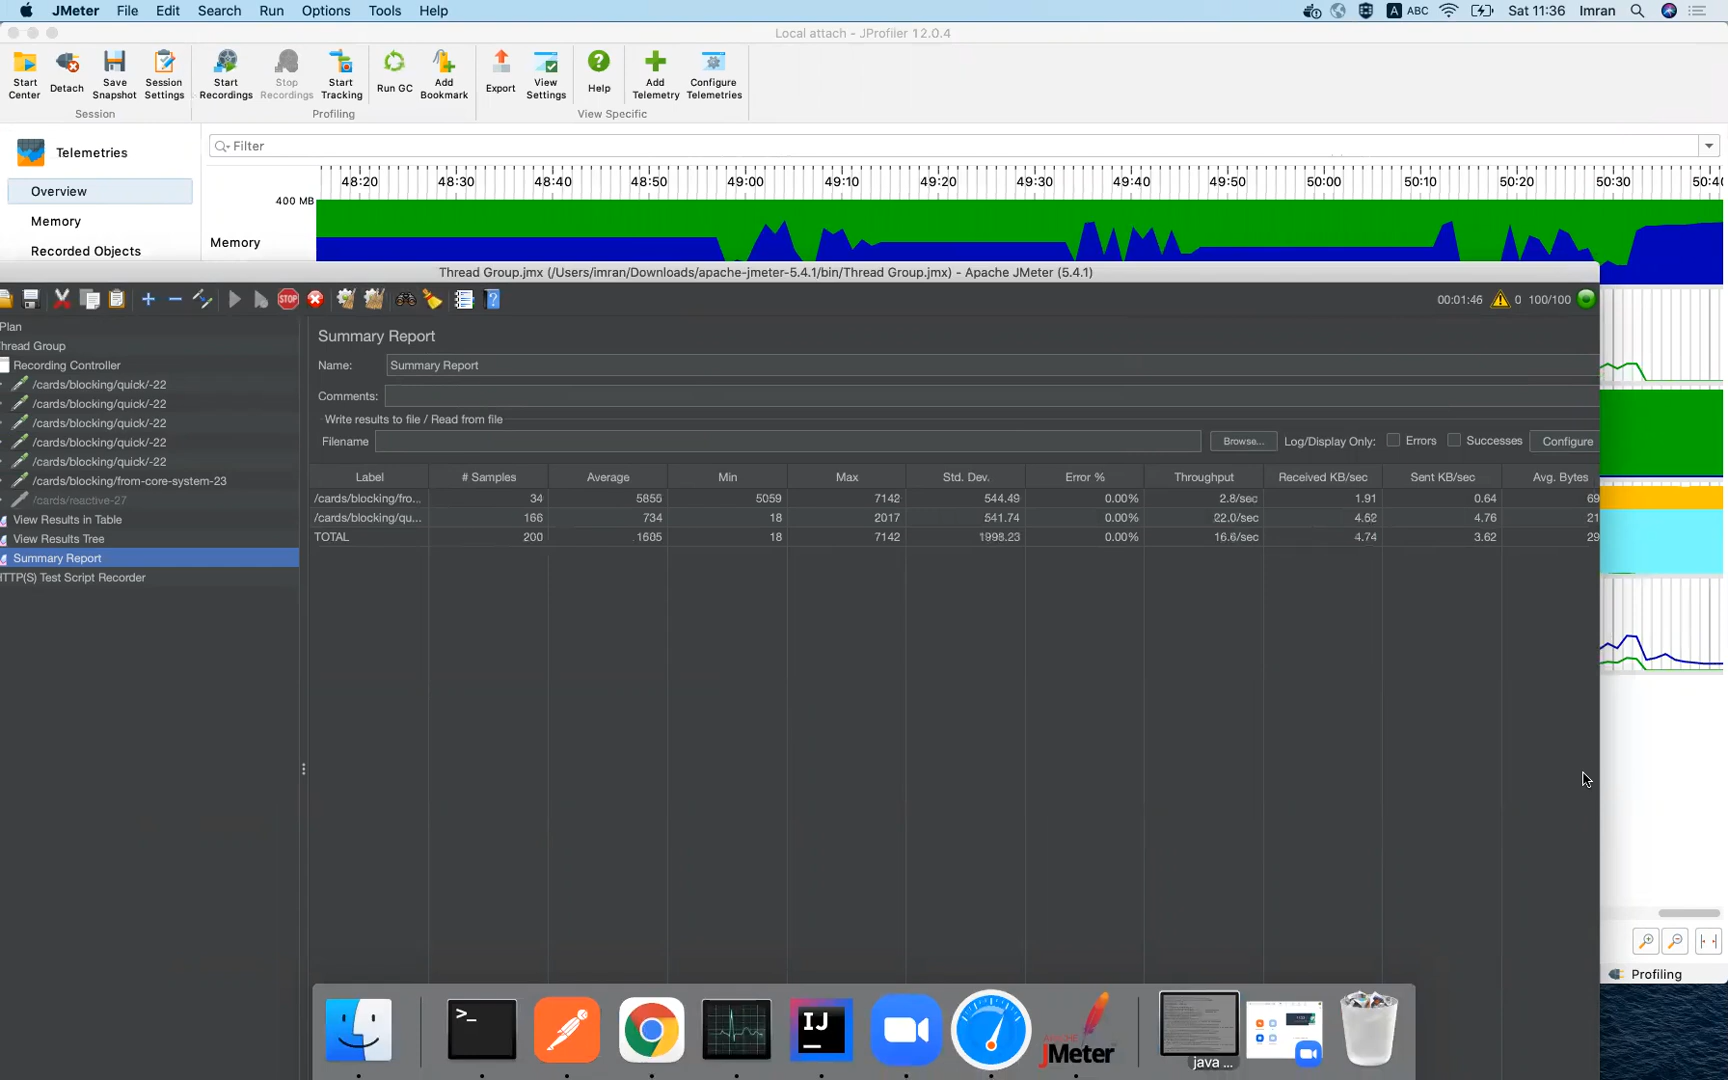 JMeter File Edit Search Run Options Tools Help
A ABC Sat 11:36 Imran
Local attach - JProfiler 12.0.4
Start Center
Detach
Save Snapshot
Session Settings
Start Recordings
Stop Recordings
Start Tracking
Run GC
Add Bookmark
Export
View Settings
Help
Add Telemetry
Configure Telemetries
Session Profiling View Specific
Telemetries
Filter
Overview
48:20 48:30 48:40 48:50 49:00 49:10 49:20 49:30 49:40 49:50 50:00 50:10 50:20 50:30 50:40
400 MB
Memory
Memory
Recorded Objects
Thread Group.jmx (/Users/imran/Downloads/apache-jmeter-5.4.1/bin/Thread Group.jmx) - Apache JMeter (5.4.1)
STOP
00:01:46 0 100/100
Plan
Thread Group
Recording Controller
/cards/blocking/quick/-22
/cards/blocking/quick/-22
/cards/blocking/quick/-22
/cards/blocking/quick/-22
/cards/blocking/quick/-22
/cards/blocking/from-core-system-23
/cards/reactive-27
View Results in Table
View Results Tree
Summary Report
HTTP(S) Test Script Recorder
Summary Report
Name: Summary Report
Comments:
Write results to file / Read from file
Filename Browse... Log/Display Only: Errors Successes Configure
Label # Samples Average Min Max Std. Dev. Error % Throughput Received KB/sec Sent KB/sec Avg. Bytes
/cards/blocking/fro... 34 5855 5059 7142 544.49 0.00% 2.8/sec 1.91 0.64 69
/cards/blocking/qu... 166 734 18 2017 541.74 0.00% 22.0/sec 4.62 4.76 21
TOTAL 200 1605 18 7142 1998.23 0.00% 16.6/sec 4.74 3.62 29
Profiling
>_
IJ
APACHE
JMeter
java ...